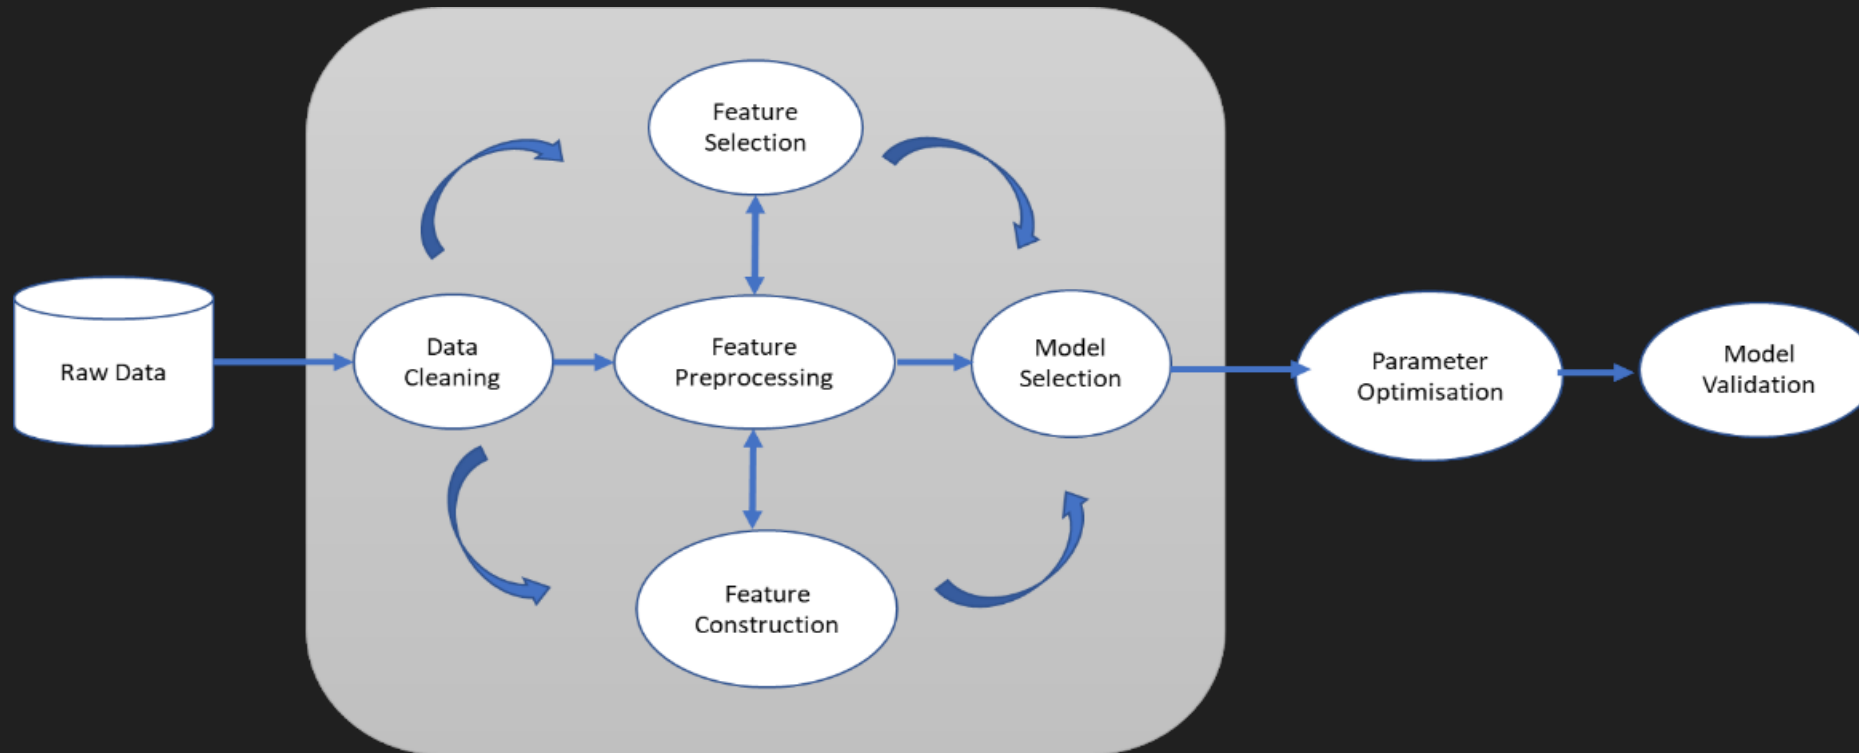 Feature
Selection
Raw Data
Data
Cleaning
Feature
Preprocessing
Model
Selection
Parameter
Optimisation
Model
Validation
Feature
Construction